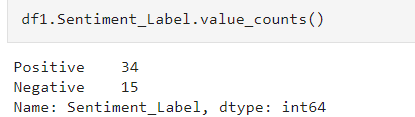 df1.Sentiment_Label.value_counts()
Positive    34
Negative    15
Name: Sentiment_Label, dtype: int64